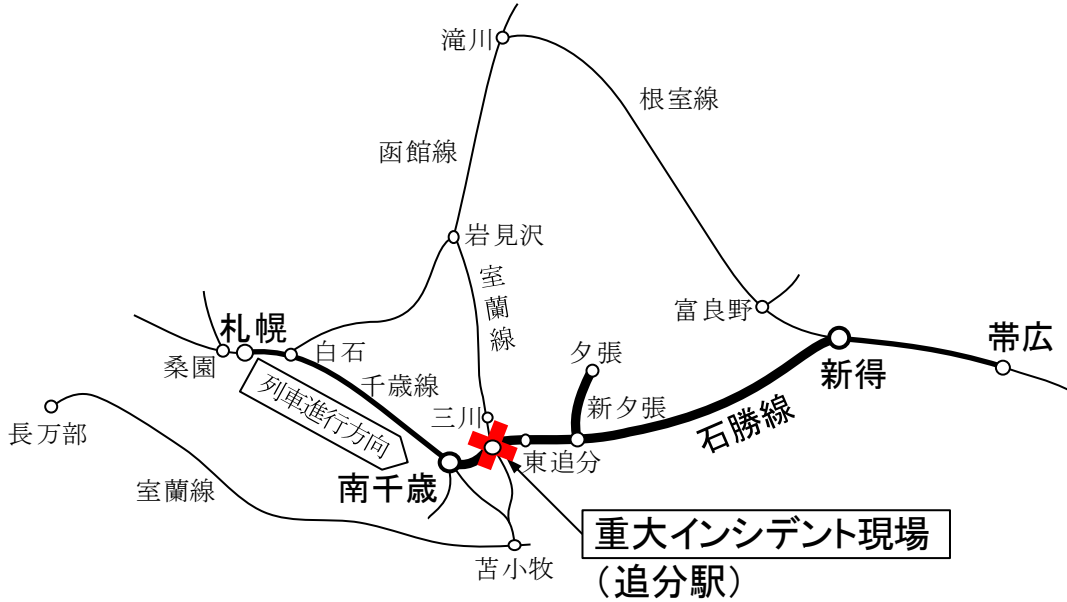 滝川
根室線
函館線
岩見沢
室蘭線
富良野
帯広
札幌
白石
桑園
夕張
新得
千歳線
列車進行方向
三川
新夕張
石勝線
長万部
東追分
南千歳
室蘭線
重大インシデント現場
（追分駅）
苫小牧